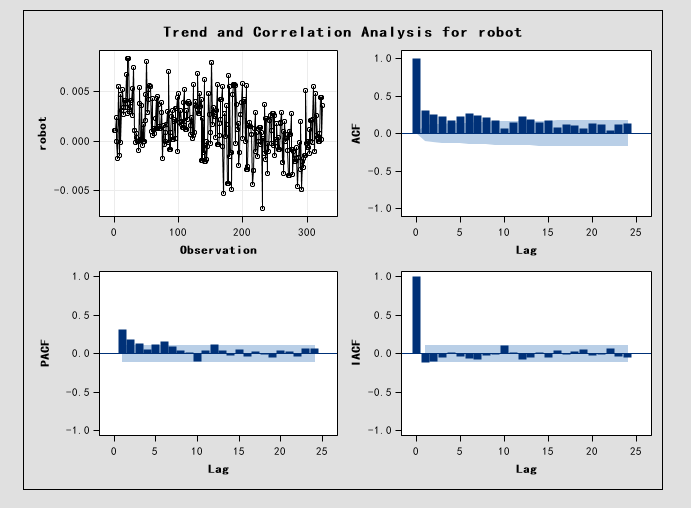 Trend and Correlation Analysis for robot
robot
0.005
0.000
-0.005
0 100 200 300
Observation
ACF
1.0
0.5
0.0
-0.5
-1.0
0 5 10 15 20 25
Lag
PACF
1.0
0.5
0.0
-0.5
-1.0
0 5 10 15 20 25
Lag
IACF
1.0
0.5
0.0
-0.5
-1.0
0 5 10 15 20 25
Lag